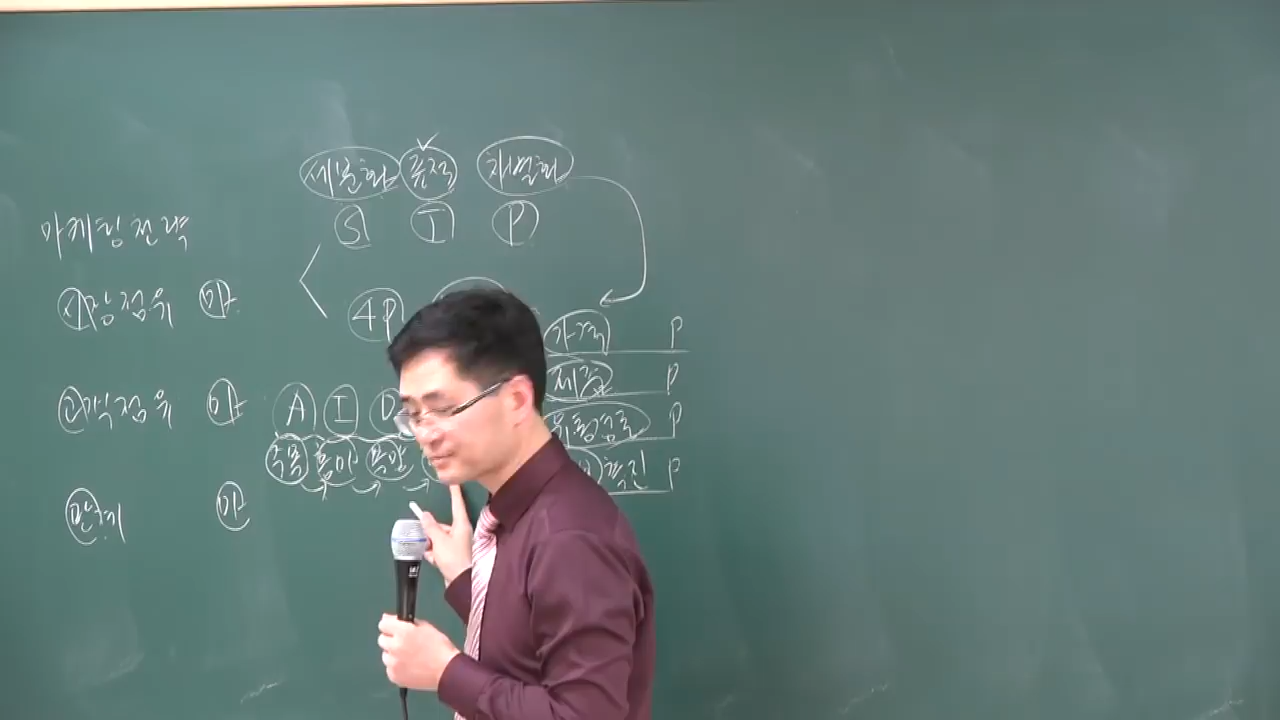 세분화 표적 차별화
S T P
마케팅전략
시장점유 마
4P
가격 P
고객점유 마
A I D
제품 P
유통경로 P
주목 흥미 욕망
촉진 P
관계 마